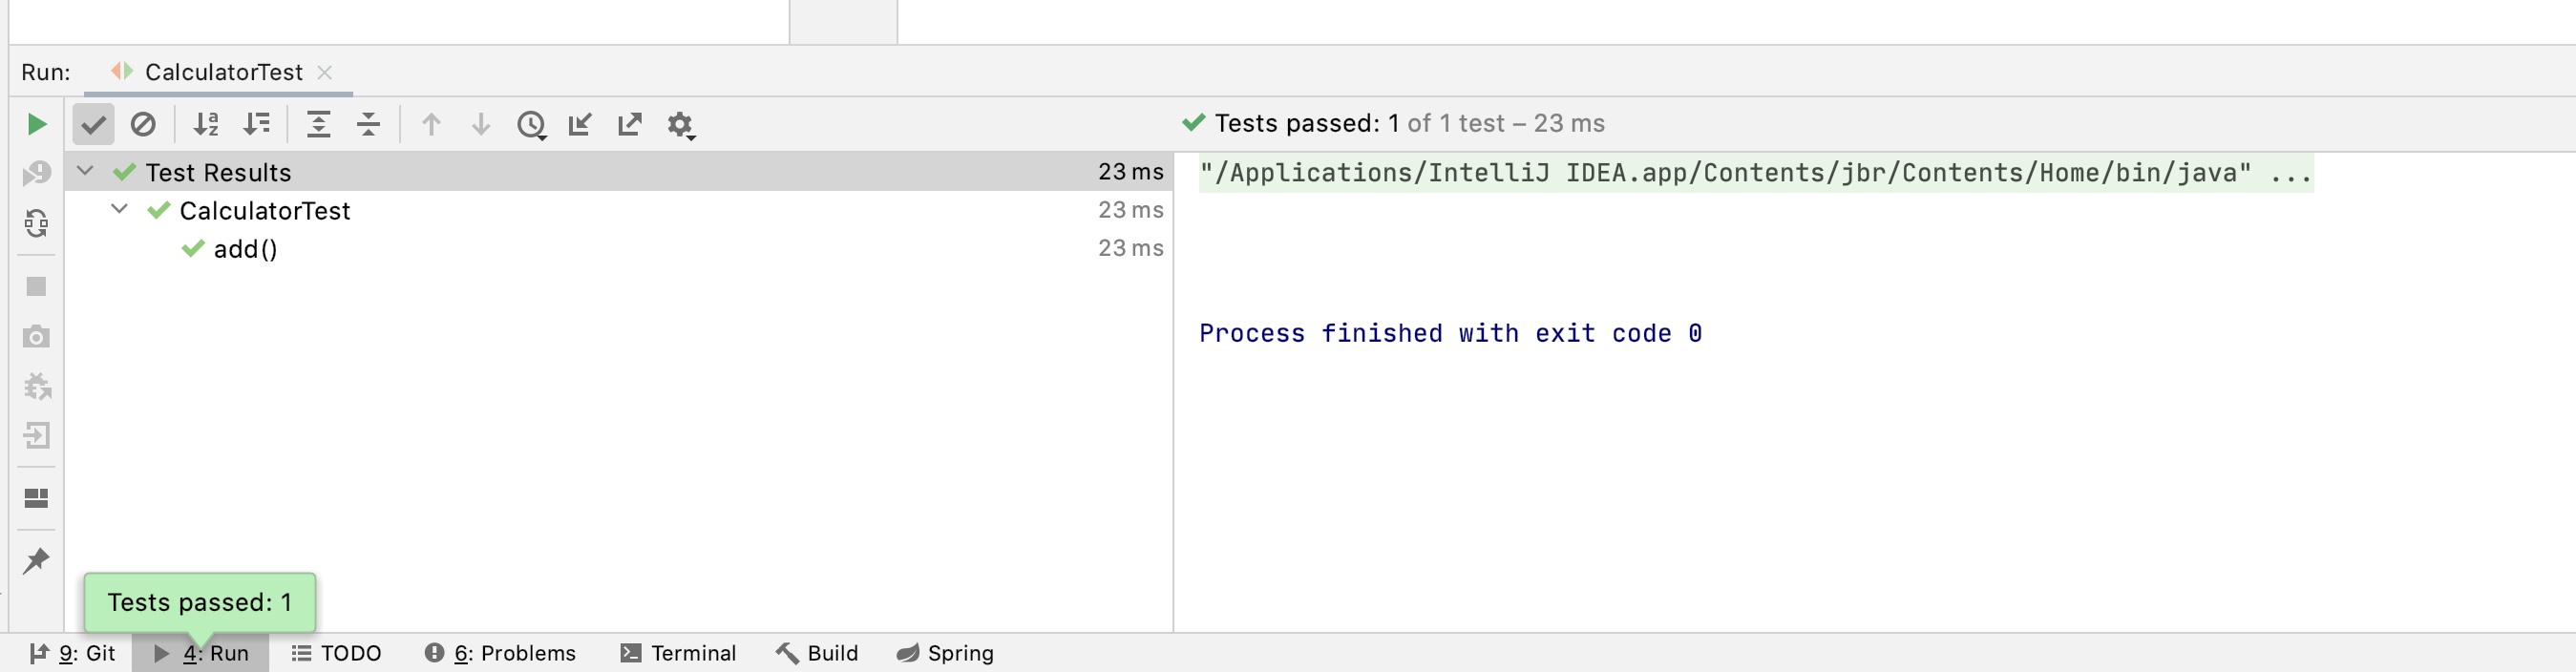 Run: CalculatorTest
Tests passed: 1 of 1 test – 23 ms
Test Results 23 ms
CalculatorTest 23 ms
add() 23 ms
"/Applications/IntelliJ IDEA.app/Contents/jbr/Contents/Home/bin/java" ...
Process finished with exit code 0
Tests passed: 1
9: Git 4: Run TODO 6: Problems Terminal Build Spring